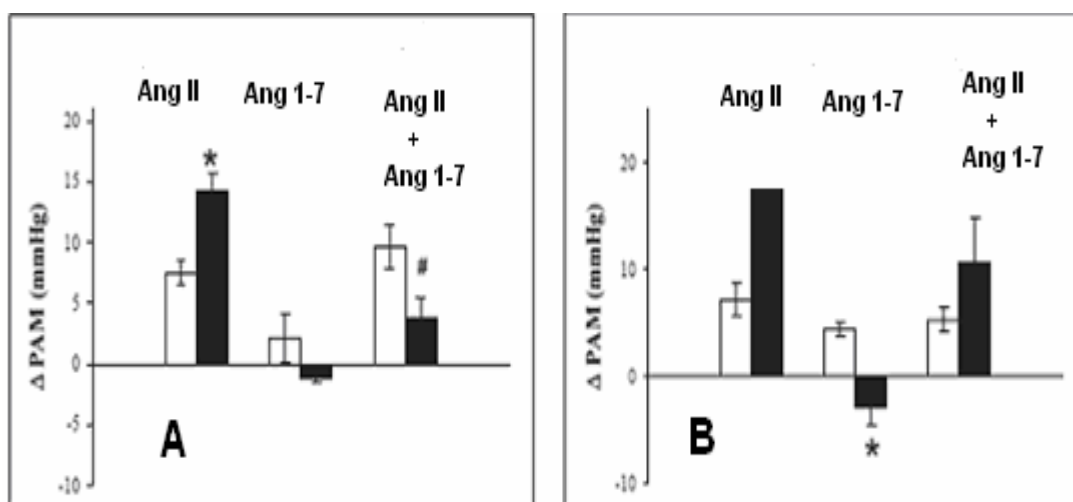 Ang II
Ang 1-7
Ang II
+
Ang 1-7
Δ PAM (mmHg)
20
15
10
5
0
-5
-10
*
#
A
Ang II
Ang 1-7
Ang II
+
Ang 1-7
Δ PAM (mmHg)
20
10
0
-10
*
B